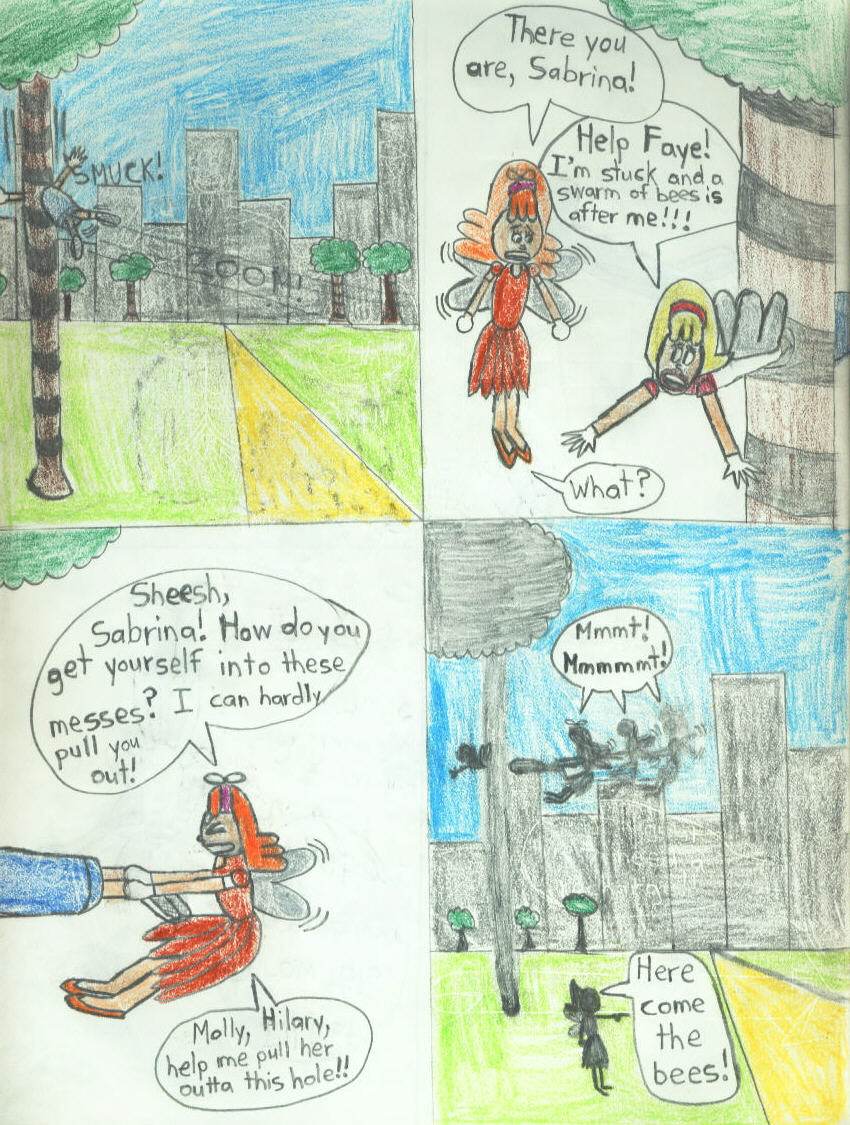 SMUCK!
There you
are, Sabrina!
Help Faye!
I'm stuck and a
swarm of bees is
after me!!!
What?
Sheesh,
Sabrina! How do you
get yourself into these
messes? I can hardly
pull you
out!
Molly, Hilary,
help me pull her
outta this hole!!
Mmmt!
Mmmmmt!
Here
come
the
bees!